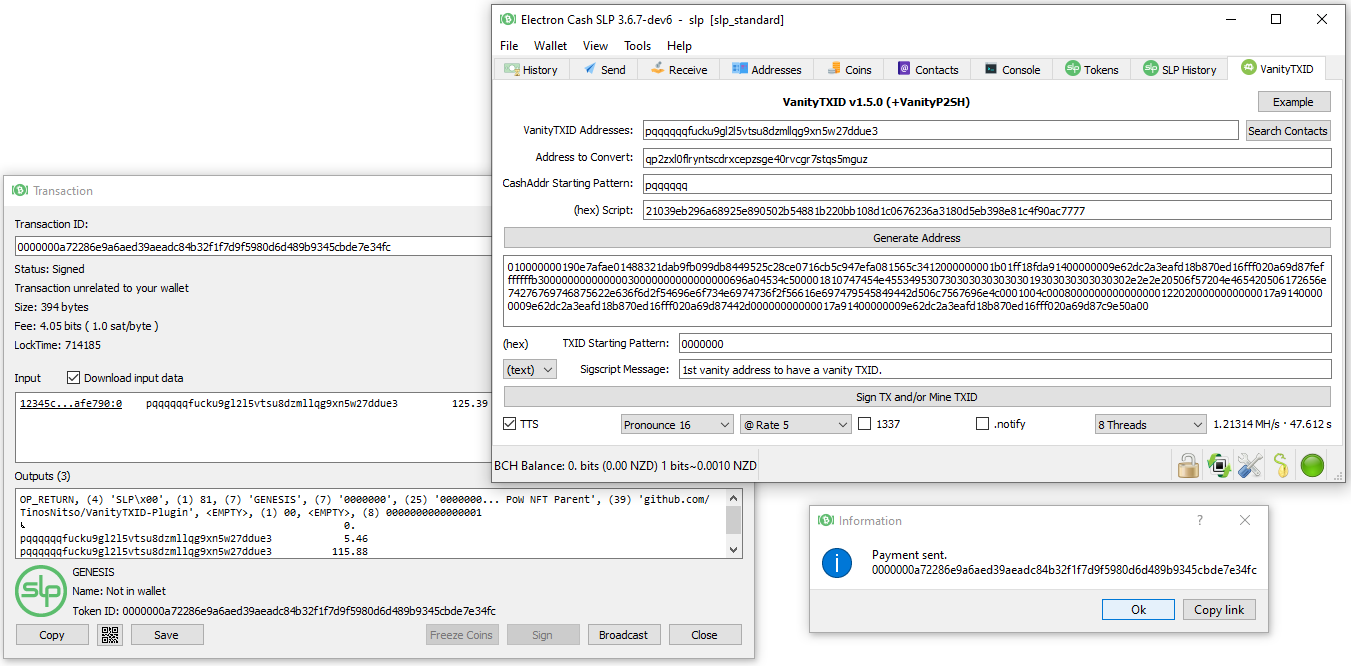 Electron Cash SLP 3.6.7-dev6 - slp [slp_standard]
File Wallet View Tools Help
History Send Receive Addresses Coins Contacts Console Tokens SLP History VanityTXID
VanityTXID v1.5.0 (+VanityP2SH)
Example
VanityTXID Addresses: pqqqqqqfucku9gl2l5vtsu8dzmllqg9xn5w27ddue3 Search Contacts
Address to Convert: qp2zxl0flryntscdrxcepzsge40rvcgr7stqs5mguz
CashAddr Starting Pattern: pqqqqqq
(hex) Script: 21039eb296a68925e890502b54881b220bb108d1c0676236a3180d5eb398e81c4f90ac7777
Generate Address
010000000190e7afae01488321dab9fb099db8449525c28ce0716cb5c947efa081565c3412000000001b01ff18fda91400000009e62dc2a3eafd18b870ed16fff020a69d87fef
ffffffb3000000000000000300000000000000000696a04534c500001810747454e45534953073030303030303019303030303030302e2e2e20506f57204e465420506172656e
7427676974687562e636f6d2f54696e6f734e6974736f2f56616e697479545849442d506c7567696e4c0001004c0008000000000000000122020000000000017a9140000
0009e62dc2a3eafd18b870ed16fff020a69d87442d00000000000017a91400000009e62dc2a3eafd18b870ed16fff020a69d87c9e50a00
(hex) TXID Starting Pattern: 0000000
(text) Sigscript Message: 1st vanity address to have a vanity TXID.
Sign TX and/or Mine TXID
TTS Pronounce 16 @ Rate 5 1337 .notify 8 Threads 1.21314 MH/s · 47.612 s
BCH Balance: 0. bits (0.00 NZD) 1 bits~0.0010 NZD
Transaction
Transaction ID:
0000000a72286e9a6aed39aeadc84b32f1f7d9f5980d6d489b9345cbde7e34fc
Status: Signed
Transaction unrelated to your wallet
Size: 394 bytes
Fee: 4.05 bits ( 1.0 sat/byte )
LockTime: 714185
Input Download input data
12345c...afe790:0 pqqqqqqfucku9gl2l5vtsu8dzmllqg9xn5w27ddue3 125.39
Outputs (3)
OP_RETURN, (4) 'SLP\x00', (1) 81, (7) 'GENESIS', (7) '0000000', (25) '0000000... PoW NFT Parent', (39) 'github.com/
TinosNitso/VanityTXID-Plugin', <EMPTY>, (1) 00, <EMPTY>, (8) 0000000000000001
0.
pqqqqqqfucku9gl2l5vtsu8dzmllqg9xn5w27ddue3 5.46
pqqqqqqfucku9gl2l5vtsu8dzmllqg9xn5w27ddue3 115.88
slp
GENESIS
Name: Not in wallet
Token ID: 0000000a72286e9a6aed39aeadc84b32f1f7d9f5980d6d489b9345cbde7e34fc
Copy Save Freeze Coins Sign Broadcast Close
Information ?
Payment sent.
0000000a72286e9a6aed39aeadc84b32f1f7d9f5980d6d489b9345cbde7e34fc
Ok Copy link